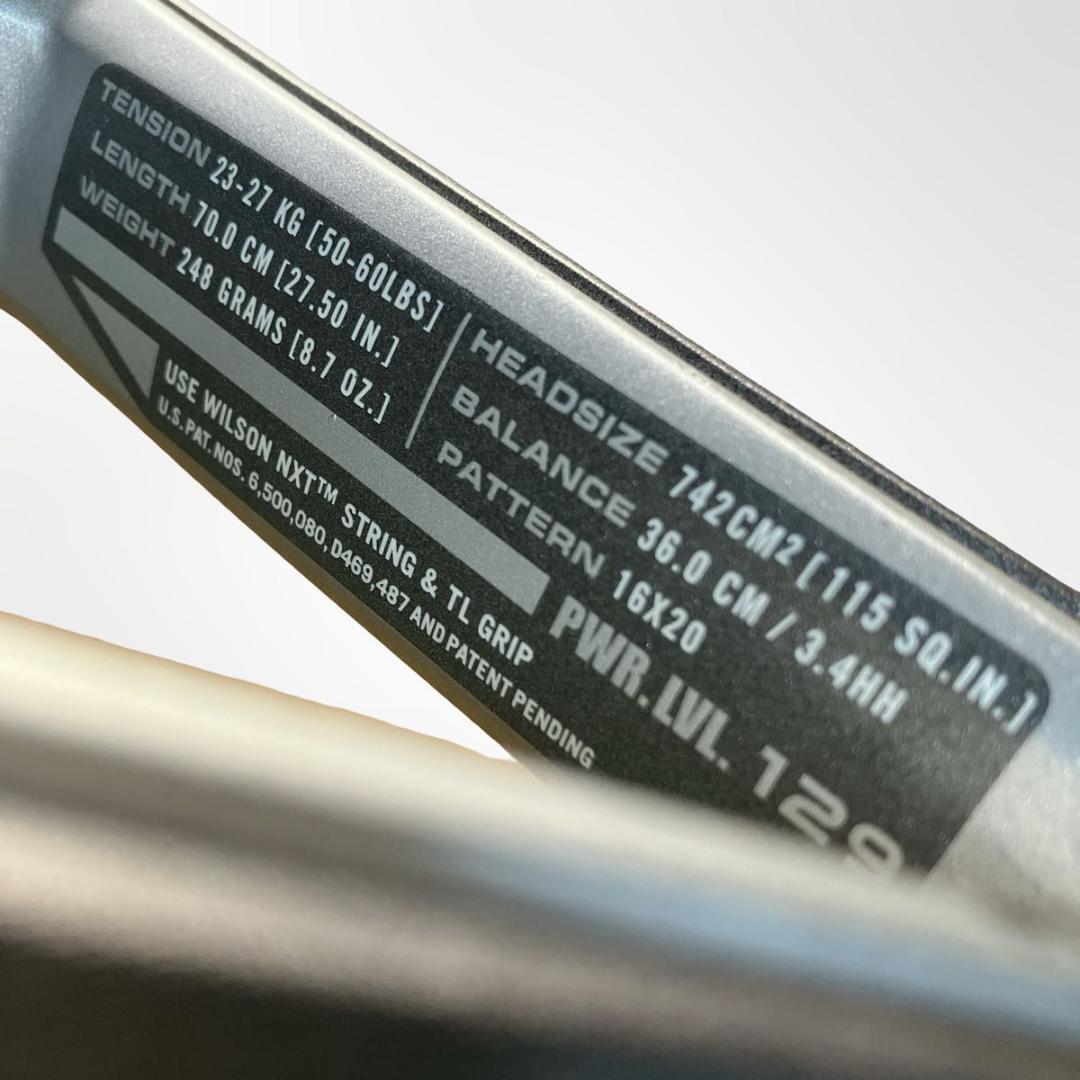 TENSION 23-27 KG [50-60LBS]
LENGTH 70.0 CM [27.50 IN.]
WEIGHT 248 GRAMS [8.7 OZ.]
HEADSIZE 742CM2 [115 SQ.IN.]
BALANCE 36.0 CM / 3.4HH
PATTERN 16X20
USE WILSON NXT™ STRING & TL GRIP
U.S. PAT. NOS. 6,500,080, D469,487 AND PATENT PENDING
PWR. LVL. 129